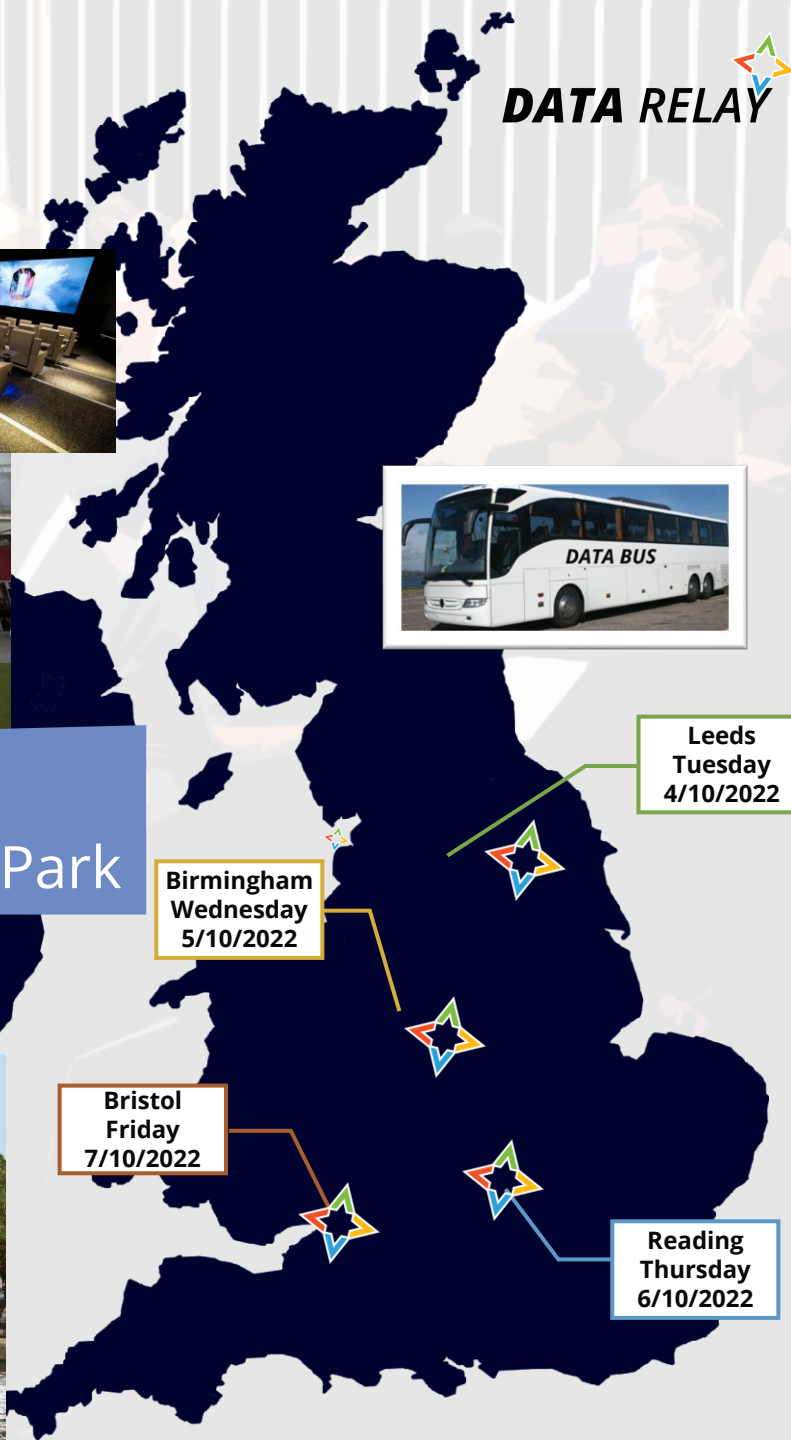 DATA RELAY
DATA BUS
Leeds
Tuesday
4/10/2022
Park
Birmingham
Wednesday
5/10/2022
Bristol
Friday
7/10/2022
Reading
Thursday
6/10/2022